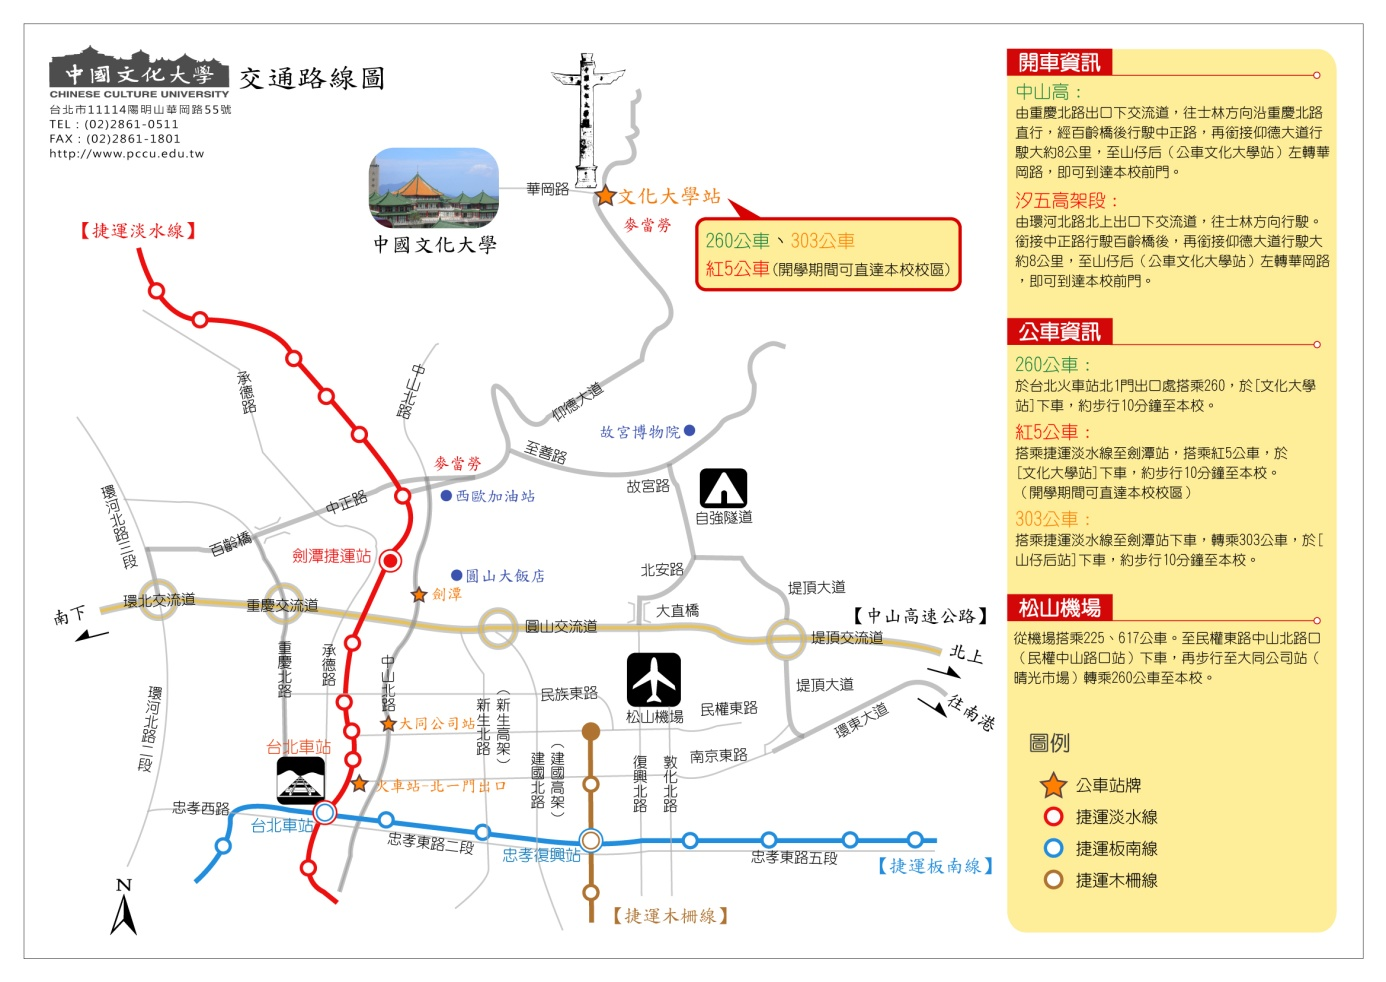 中國文化大學
CHINESE CULTURE UNIVERSITY
交通路線圖
台北市11114陽明山華岡路55號
TEL : (02)2861-0511
FAX : (02)2861-1801
http://www.pccu.edu.tw
中國文化大學
華岡路
文化大學站
麥當勞
260公車、303公車
紅5公車(開學期間可直達本校校區)
【捷運淡水線】
承德路
中山北路
仰德大道
至善路
故宮博物院
故宮路
自強隧道
麥當勞
西歐加油站
中正路
百齡橋
環河北路三段
劍潭捷運站
圓山大飯店
劍潭
北安路
大直橋
堤頂大道
【中山高速公路】
南下
環北交流道
重慶交流道
圓山交流道
堤頂交流道
北上
往南港
重慶北路
承德路
中山北路
環河北路二段
民族東路
松山機場
民權東路
堤頂大道
環東大道
大同公司站
新生北路
(新生高架)
建國北路
(建國高架)
復興北路
敦化北路
南京東路
台北車站
火車站-北一門出口
忠孝西路
台北車站
忠孝東路二段
忠孝復興站
忠孝東路五段
【捷運板南線】
【捷運木柵線】
N
開車資訊
中山高：
由重慶北路出口下交流道，往士林方向沿重慶北路
直行，經百齡橋後行駛中正路，再銜接仰德大道行
駛大約8公里，至山仔后（公車文化大學站）左轉華
岡路，即可到達本校前門。
汐五高架段：
由環河北路北上出口下交流道，往士林方向行駛。
銜接中正路行駛百齡橋後，再銜接仰德大道行駛大
約8公里，至山仔后（公車文化大學站）左轉華岡路
，即可到達本校前門。
公車資訊
260公車：
於台北火車站北1門出口處搭乘260，於[文化大學
站]下車，約步行10分鐘至本校。
紅5公車：
搭乘捷運淡水線至劍潭站，搭乘紅5公車，於
[文化大學站]下車，約步行10分鐘至本校。
（開學期間可直達本校校區）
303公車：
搭乘捷運淡水線至劍潭站下車，轉乘303公車，於[
山仔后站]下車，約步行10分鐘至本校。
松山機場
從機場搭乘225、617公車。至民權東路中山北路口
（民權中山路口站）下車，再步行至大同公司站（
晴光市場）轉乘260公車至本校。
圖例
公車站牌
捷運淡水線
捷運板南線
捷運木柵線